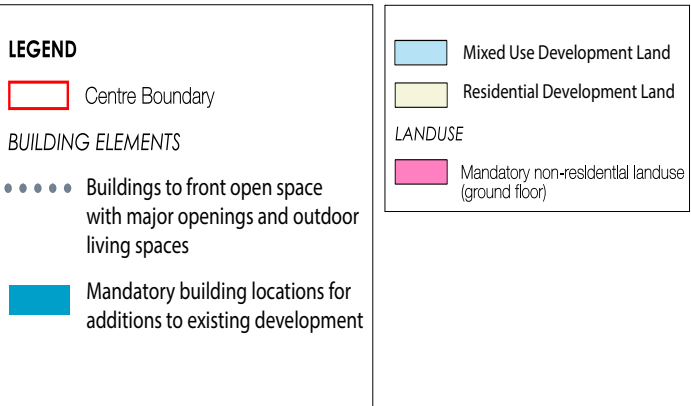 LEGEND
Centre Boundary
BUILDING ELEMENTS
Buildings to front open space
with major openings and outdoor
living spaces
Mandatory building locations for
additions to existing development
Mixed Use Development Land
Residential Development Land
LANDUSE
Mandatory non-residential landuse
(ground floor)